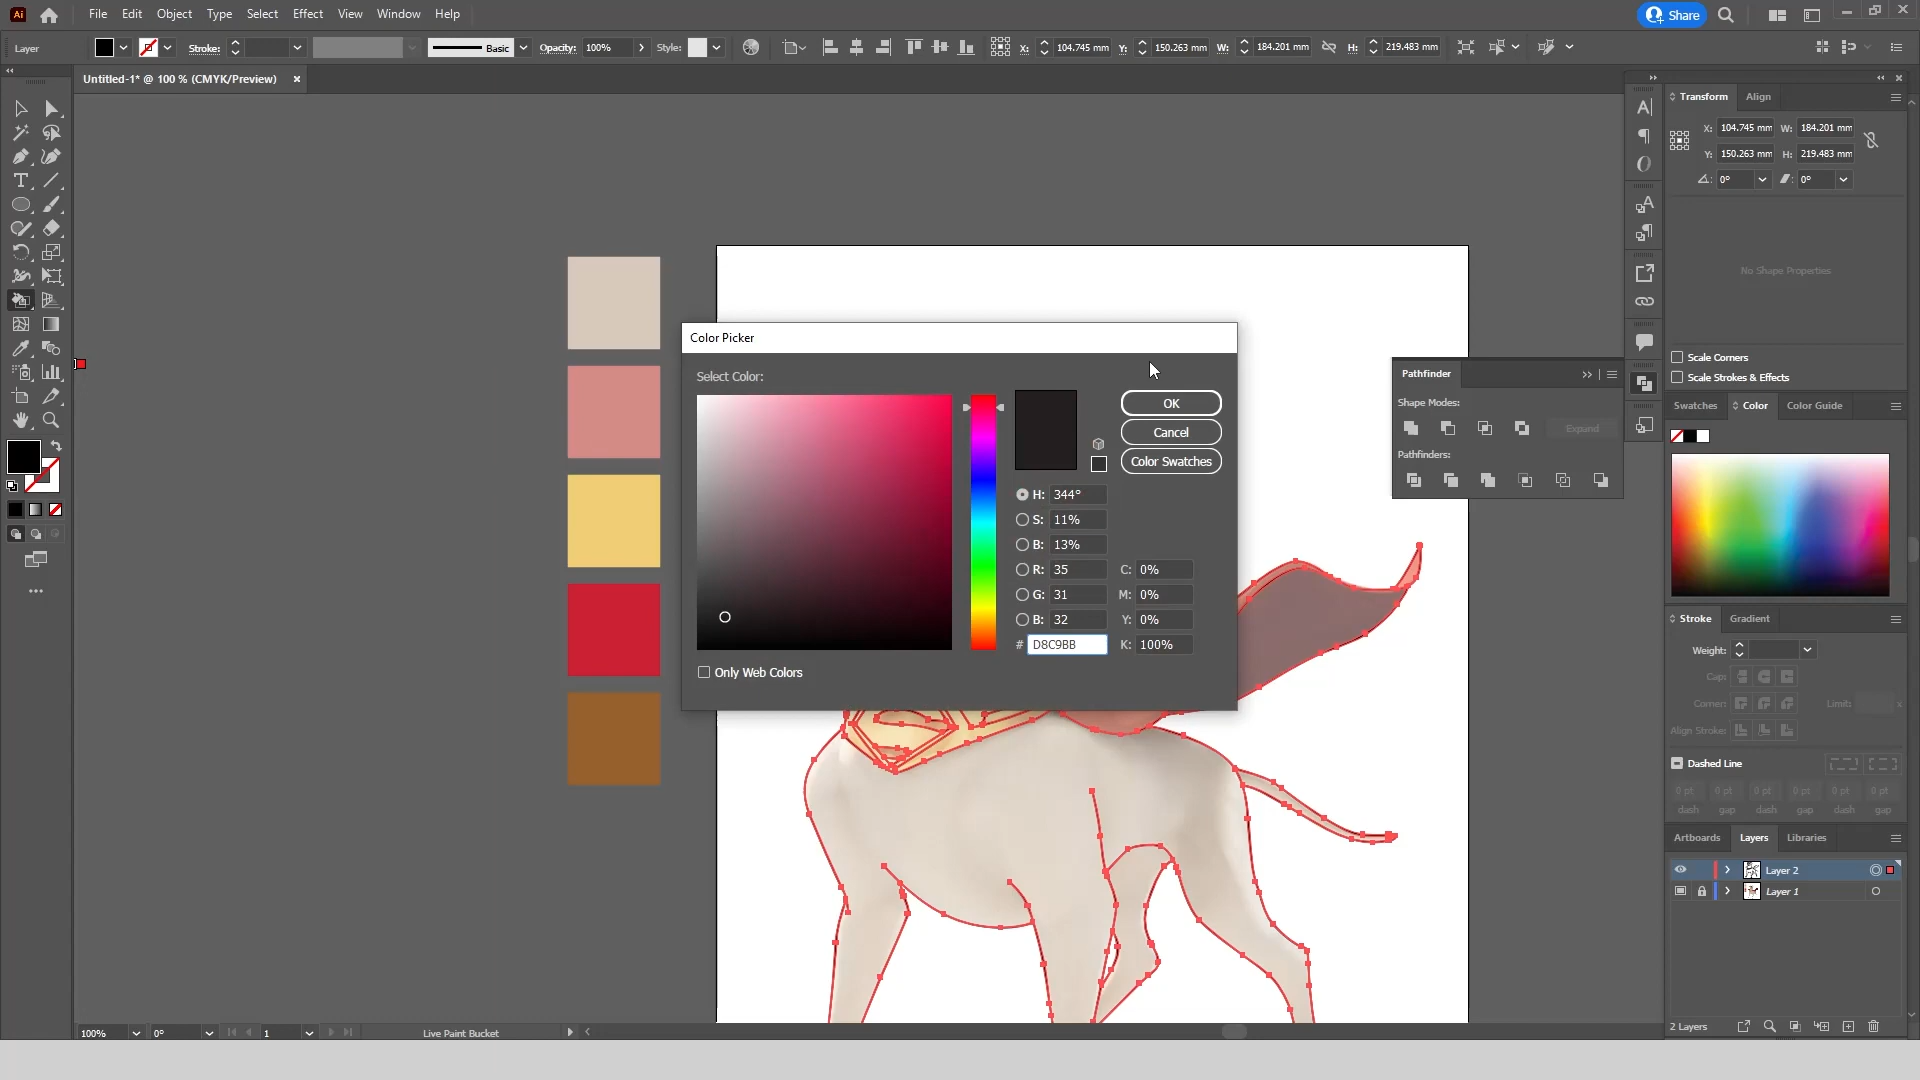 Ai File Edit Object Type Select Effect View Window Help Share
Layer Stroke: Basic Opacity: 100% Style: X: 104.745 mm Y: 150.263 mm W: 184.201 mm H: 219.483 mm
Untitled-1* @ 100 % (CMYK/Preview)
Transform Align
X: 104.745 mm W: 184.201 mm
Y: 150.263 mm H: 219.483 mm
0° 0°
No Shape Properties
Scale Corners
Scale Strokes & Effects
Swatches Color Color Guide
Color Picker
Select Color:
OK
Cancel
Color Swatches
H: 344°
S: 11%
B: 13%
R: 35 C: 0%
G: 31 M: 0%
B: 32 Y: 0%
# D8C9BB K: 100%
Only Web Colors
Pathfinder
Shape Modes:
Expand
Pathfinders:
Stroke Gradient
Weight:
Cap:
Corner: Limit: x
Align Stroke:
Dashed Line
0 pt 0 pt 0 pt 0 pt 0 pt 0 pt
dash gap dash gap dash gap
Artboards Layers Libraries
Layer 2
Layer 1
2 Layers
100% 0° 1 Live Paint Bucket